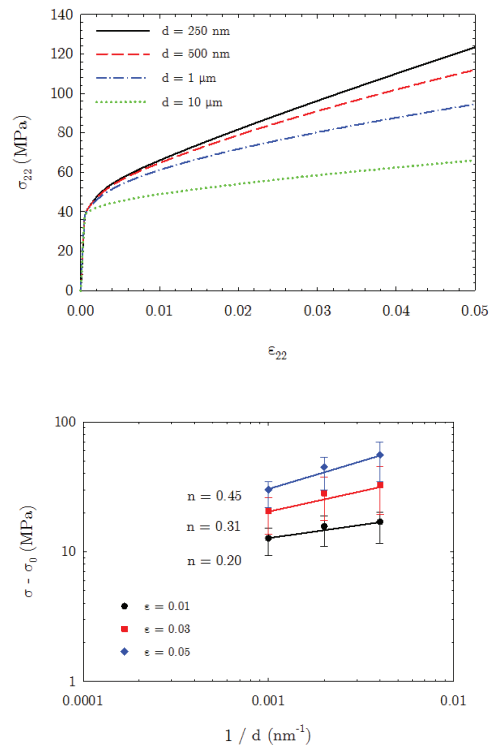 140
120
100
80
60
40
20
0
σ22 (MPa)
d = 250 nm
d = 500 nm
d = 1 μm
d = 10 μm
0.00 0.01 0.02 0.03 0.04 0.05
ε22
100
10
1
σ - σ0 (MPa)
n = 0.45
n = 0.31
n = 0.20
ε = 0.01
ε = 0.03
ε = 0.05
0.0001 0.001 0.01
1 / d (nm-1)